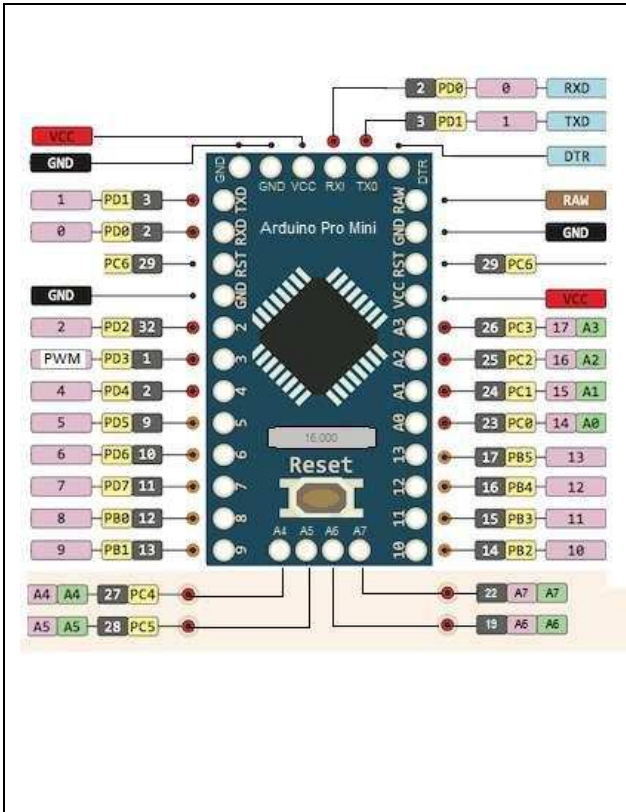 2 PD0 0 RXD
3 PD1 1 TXD
DTR
VCC
GND
GND GND VCC RXI TX0 DTR
1 PD1 3 TXD
RAW RAW
0 PD0 2 RXD
Arduino Pro Mini
GND GND
PC6 29 RST
RST 29 PC6
GND GND
VCC VCC
2 PD2 32 2
A3 26 PC3 17 A3
PWM PD3 1 3
A2 25 PC2 16 A2
4 PD4 2 4
A1 24 PC1 15 A1
5 PD5 9 5
A0 23 PC0 14 A0
16.000
6 PD6 10 6
Reset
13 17 PB5 13
7 PD7 11 7
12 16 PB4 12
8 PB0 12 8
11 15 PB3 11
A4 A5 A6 A7
9 PB1 13 9
10 14 PB2 10
A4 A4 27 PC4
22 A7 A7
A5 A5 28 PC5
19 A6 A6